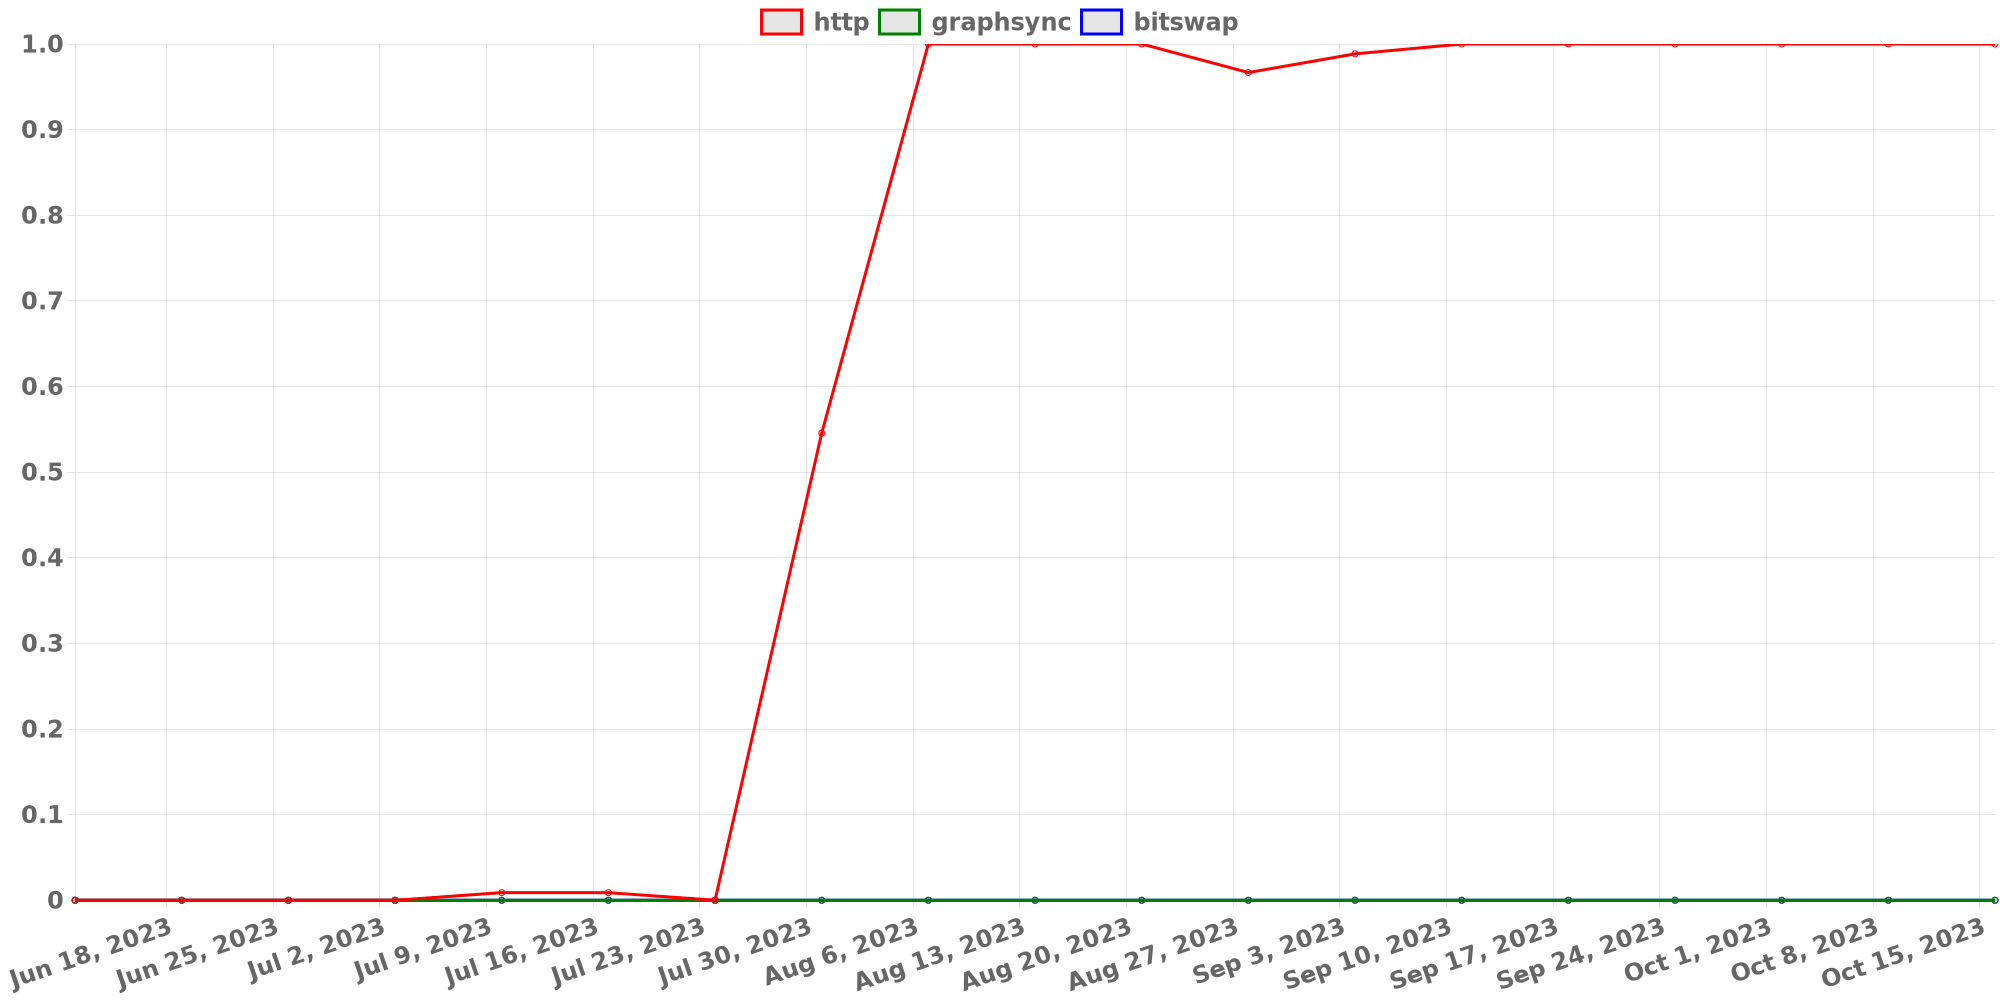 http graphsync bitswap
1.0
0.9
0.8
0.7
0.6
0.5
0.4
0.3
0.2
0.1
0
Jun 18, 2023
Jun 25, 2023
Jul 2, 2023
Jul 9, 2023
Jul 16, 2023
Jul 23, 2023
Jul 30, 2023
Aug 6, 2023
Aug 13, 2023
Aug 20, 2023
Aug 27, 2023
Sep 3, 2023
Sep 10, 2023
Sep 17, 2023
Sep 24, 2023
Oct 1, 2023
Oct 8, 2023
Oct 15, 2023